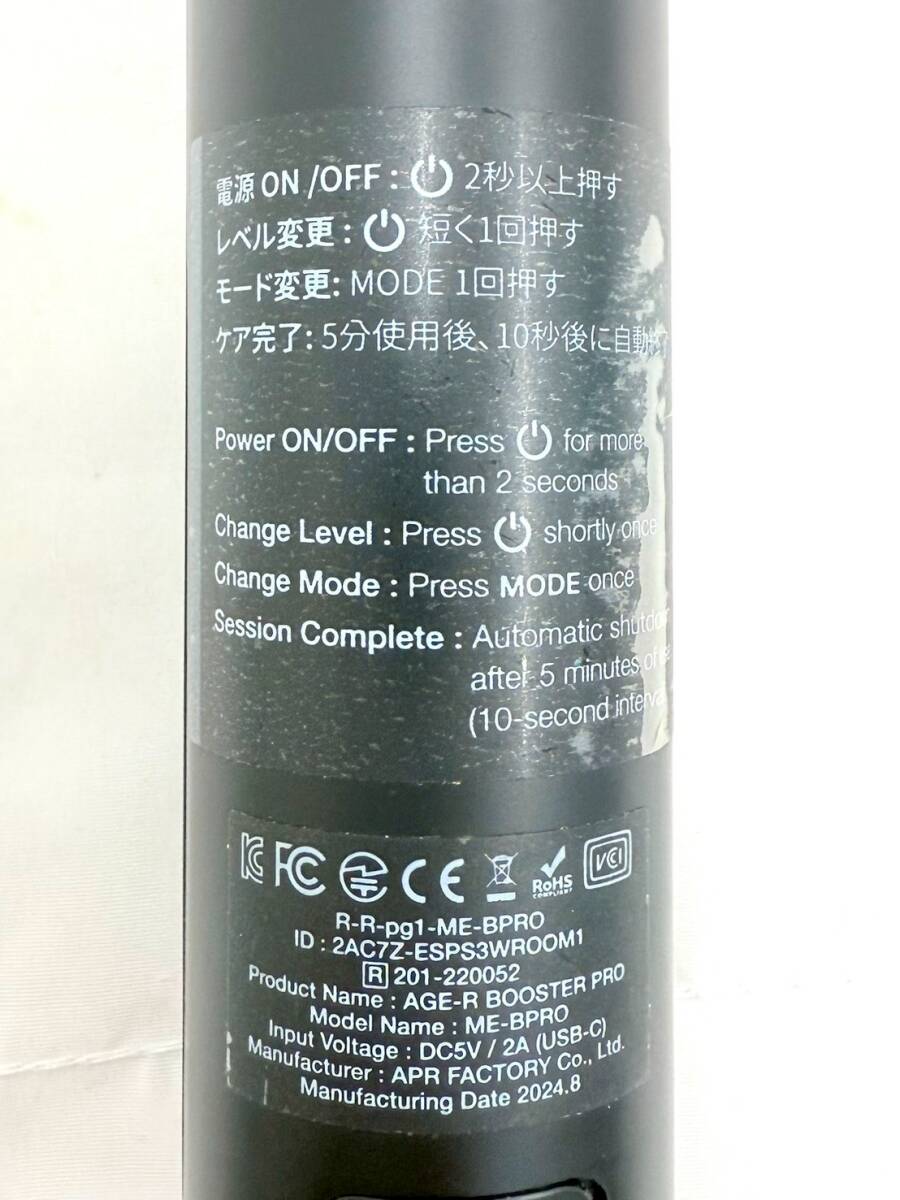 電源 ON /OFF : 2秒以上押す
レベル変更 : 短く1回押す
モード変更: MODE 1回押す
ケア完了: 5分使用後、10秒後に自動
Power ON/OFF : Press for more
than 2 seconds
Change Level : Press shortly once
Change Mode : Press MODE once
Session Complete : Automatic
after 5 minutes of
(10-second
FC CE RoHS COMPLIANT VCCI
R-R-pg1-ME-BPRO
ID : 2AC7Z-ESPS3WROOM1
R 201-220052
Product Name : AGE-R BOOSTER PRO
Model Name : ME-BPRO
Input Voltage : DC5V / 2A (USB-C)
Manufacturer : APR FACTORY Co., Ltd.
Manufacturing Date 2024.8